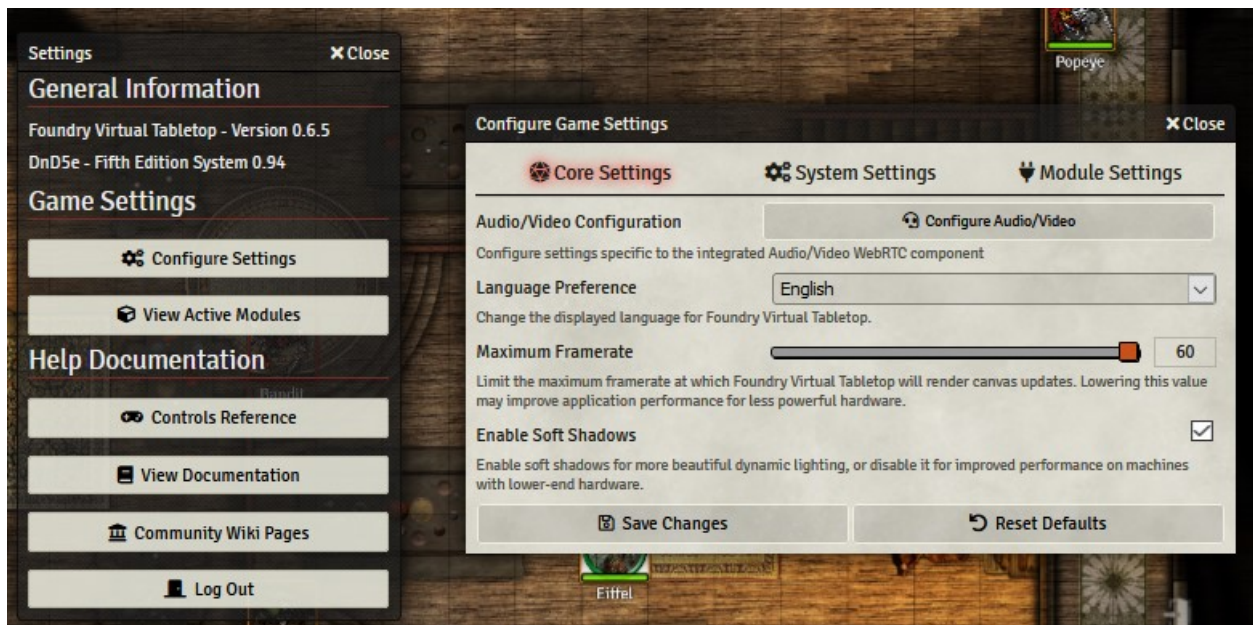 Settings
Close
General Information
Foundry Virtual Tabletop - Version 0.6.5
DnD5e - Fifth Edition System 0.94
Game Settings
Configure Settings
View Active Modules
Help Documentation
Bandit
Controls Reference
View Documentation
Community Wiki Pages
Log Out
Popeye
Configure Game Settings
Close
Core Settings
System Settings
Module Settings
Audio/Video Configuration
Configure Audio/Video
Configure settings specific to the integrated Audio/Video WebRTC component
Language Preference
English
Change the displayed language for Foundry Virtual Tabletop.
Maximum Framerate
60
Limit the maximum framerate at which Foundry Virtual Tabletop will render canvas updates. Lowering this value
may improve application performance for less powerful hardware.
Enable Soft Shadows
Enable soft shadows for more beautiful dynamic lighting, or disable it for improved performance on machines
with lower-end hardware.
Save Changes
Reset Defaults
Eiffel